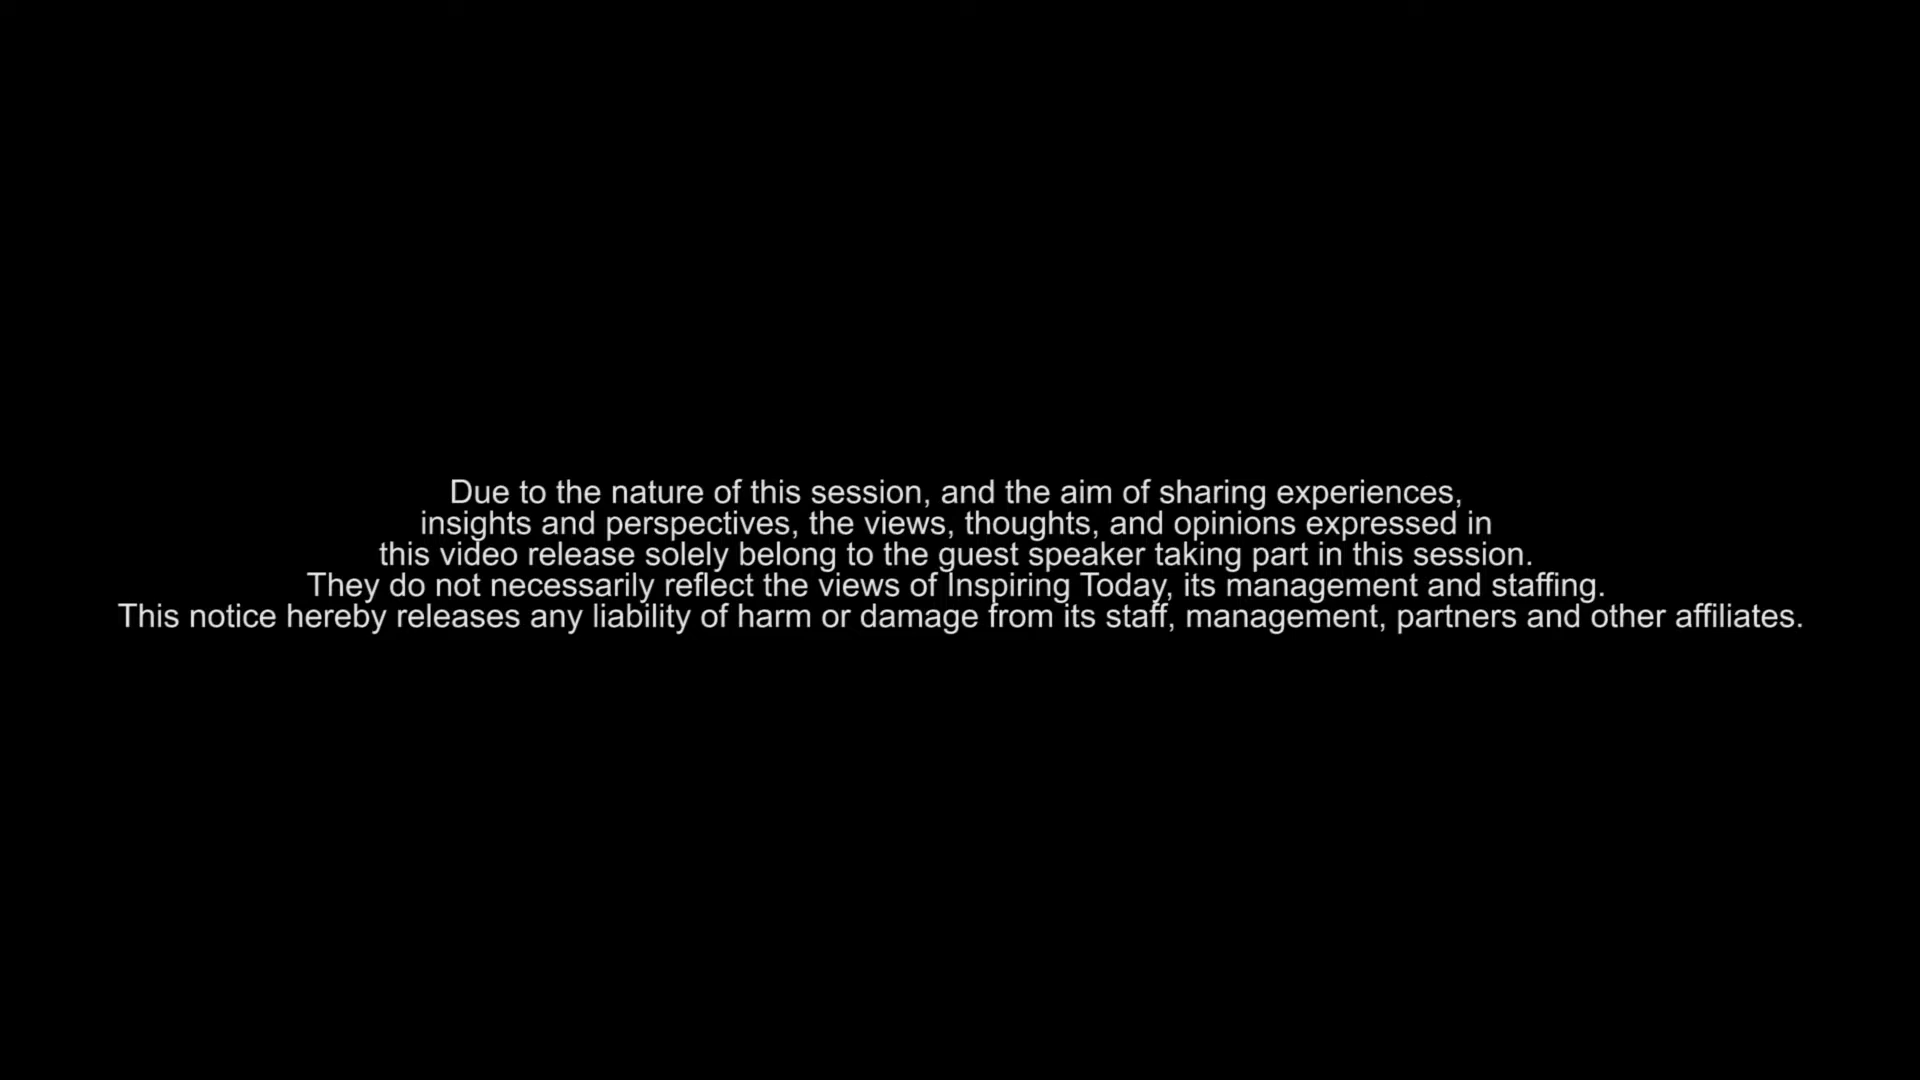 Due to the nature of this session, and the aim of sharing experiences,
insights and perspectives, the views, thoughts, and opinions expressed in
this video release solely belong to the guest speaker taking part in this session.
They do not necessarily reflect the views of Inspiring Today, its management and staffing.
This notice hereby releases any liability of harm or damage from its staff, management, partners and other affiliates.